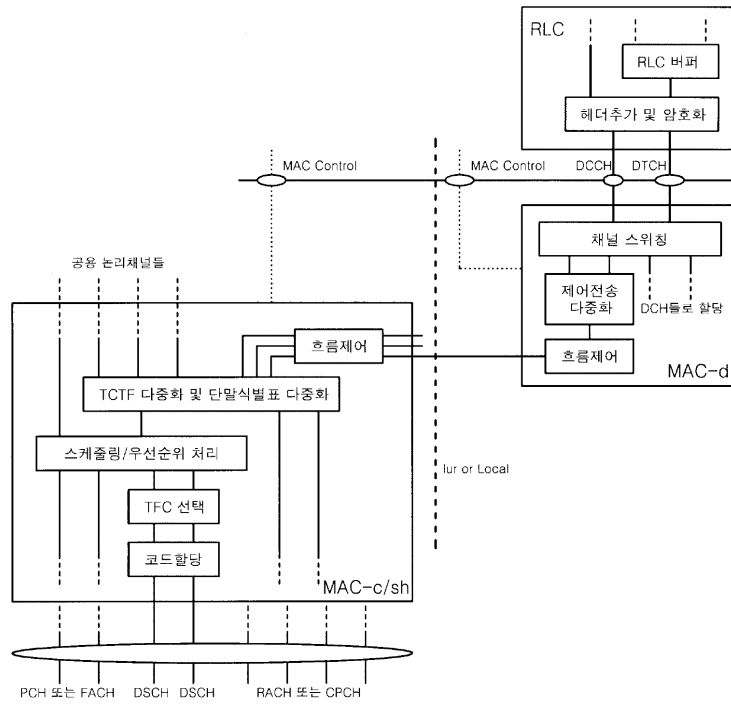 RLC
RLC 버퍼
헤더추가 및 암호화
MAC Control
MAC Control
DCCH
DTCH
공용 논리채널들
채널 스위칭
제어전송
다중화
DCH들로 할당
흐름제어
흐름제어
MAC-d
TCTF 다중화 및 단말식별표 다중화
스케줄링/우선순위 처리
Iur or Local
TFC 선택
코드할당
MAC-c/sh
PCH 또는 FACH
DSCH
DSCH
RACH 또는 CPCH